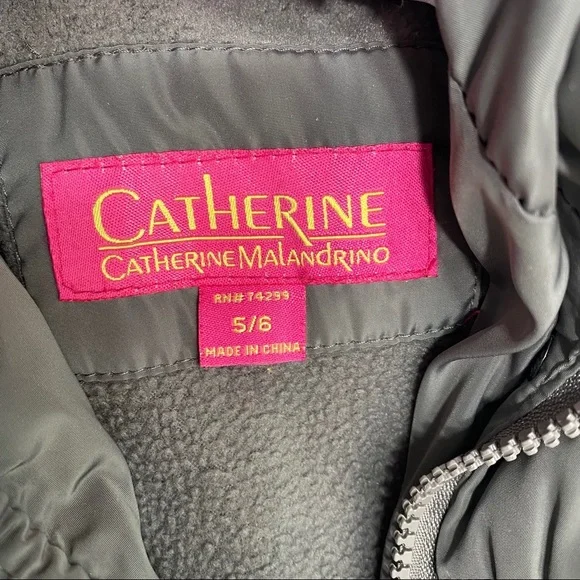 CATHERINE
CATHERINE MALANDRINO
RN# 74299
5/6
MADE IN CHINA